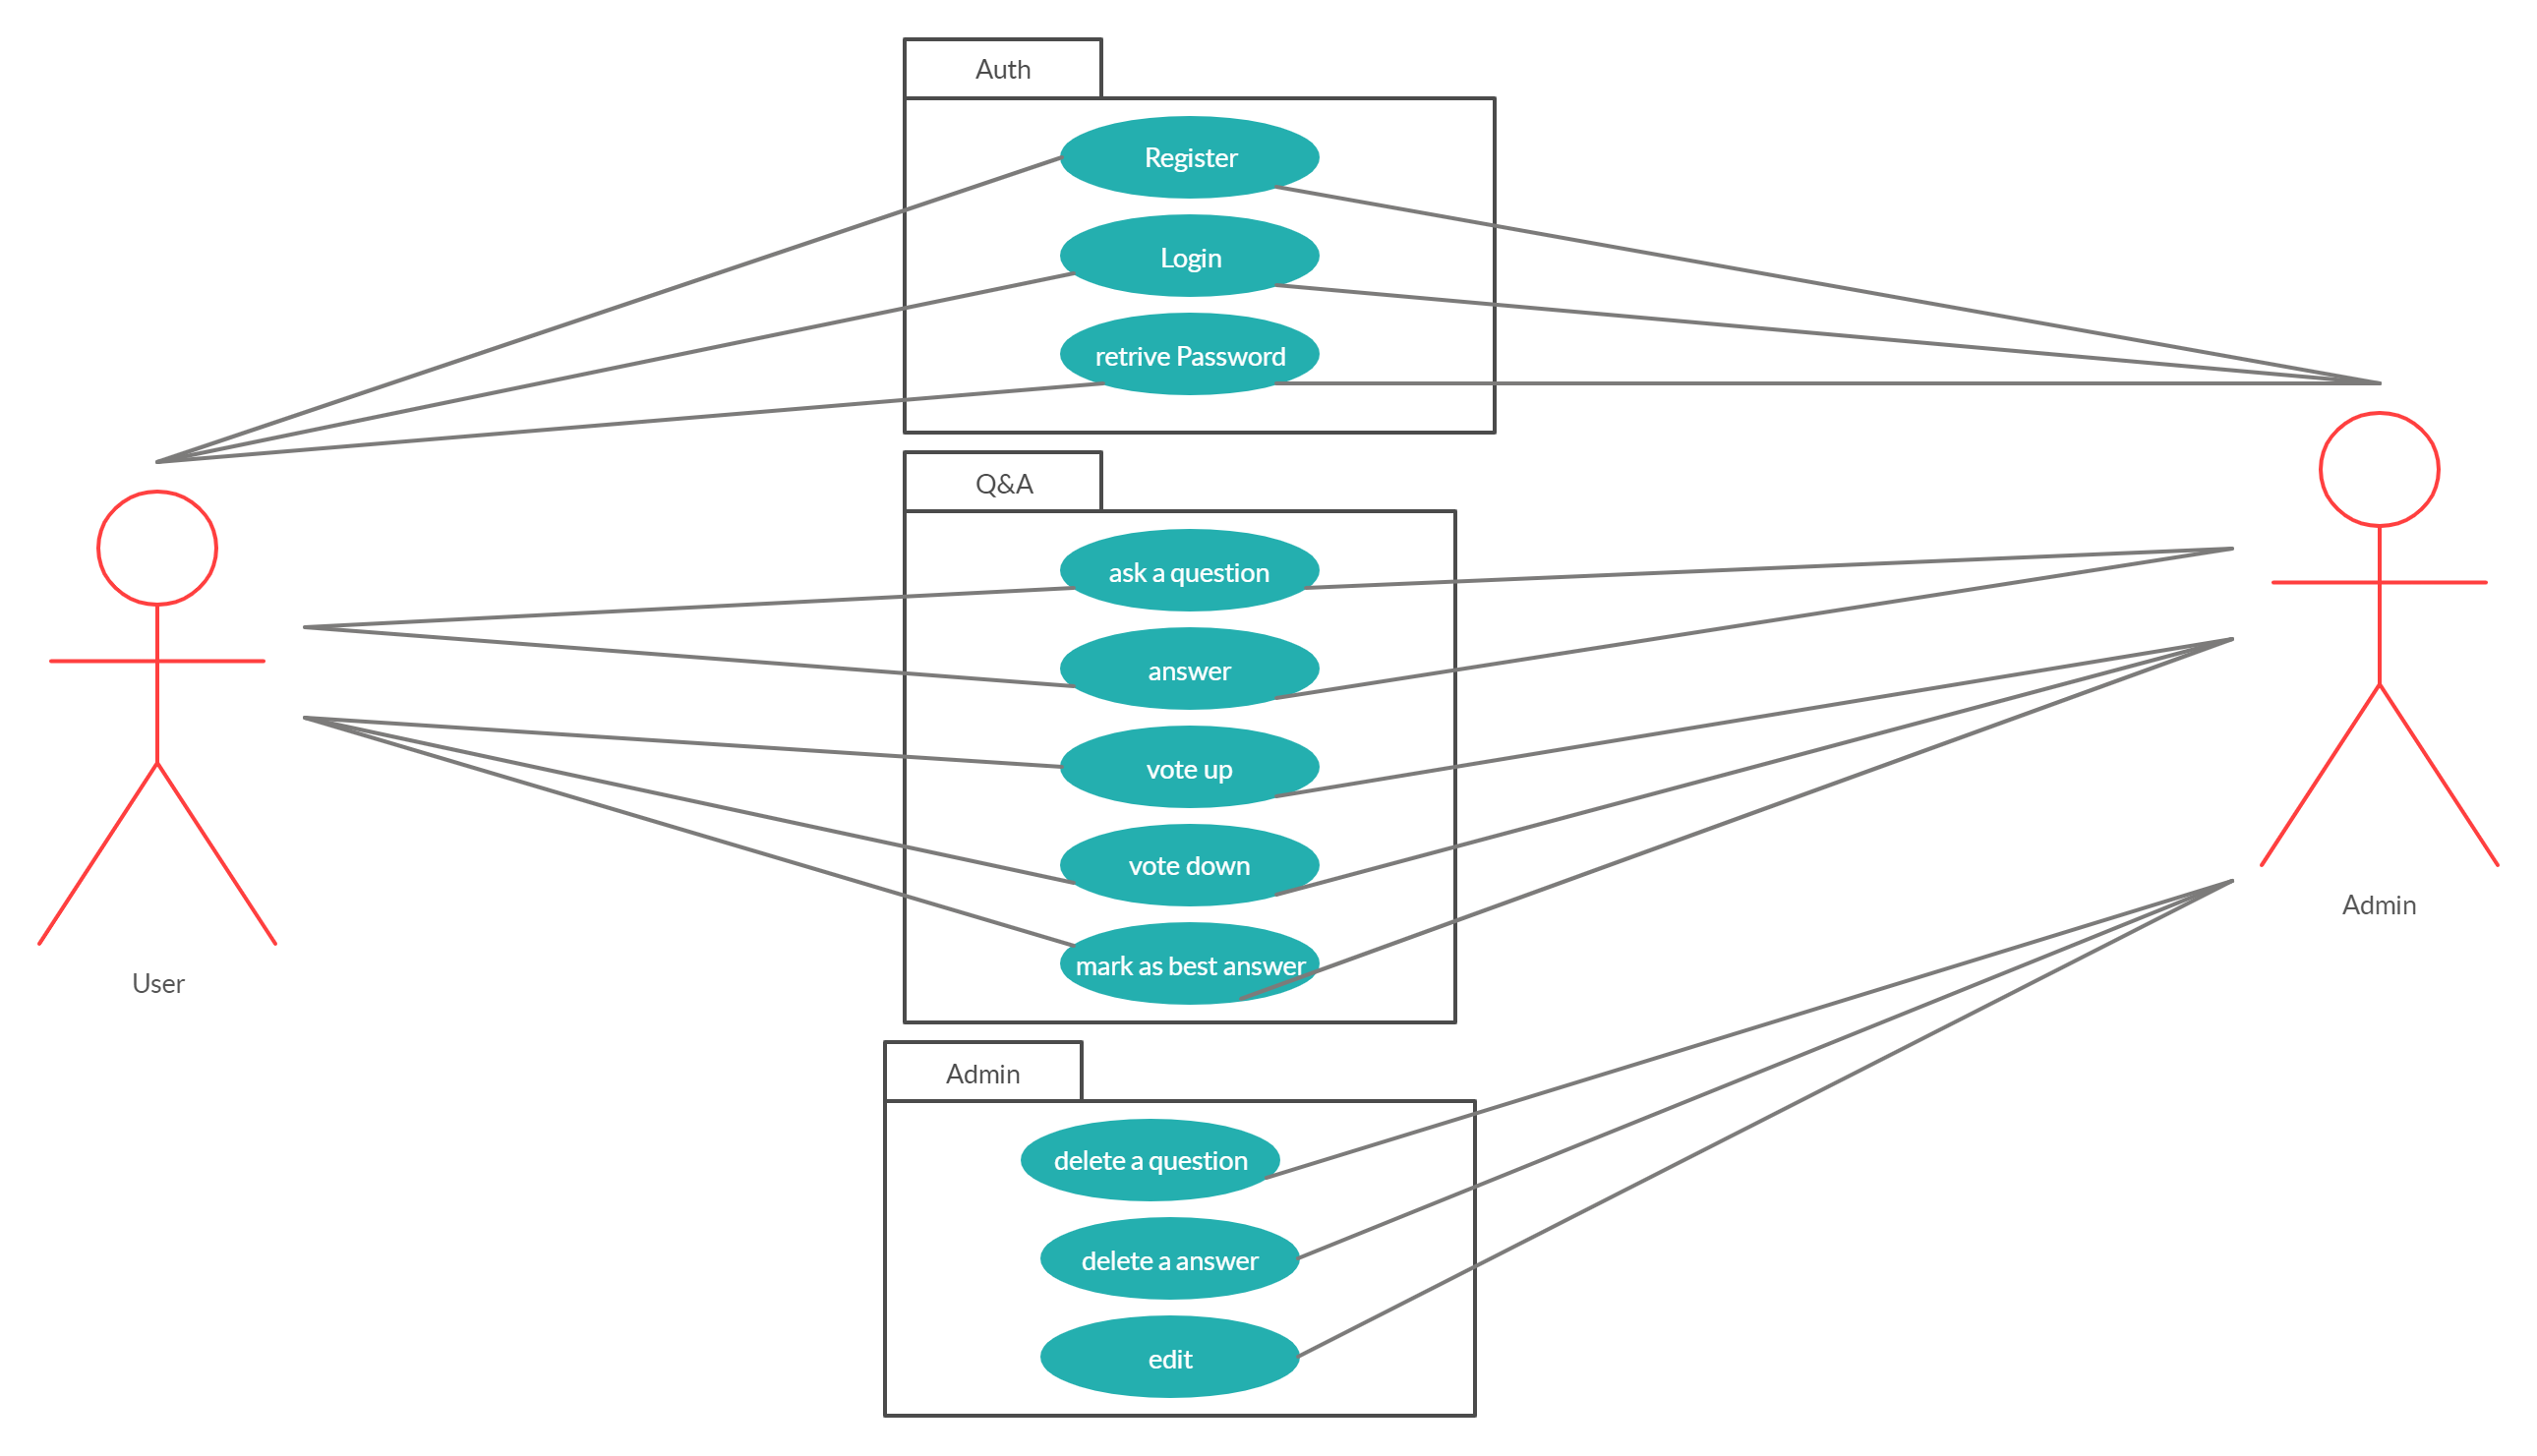 Auth
Register
Login
retrive Password
Q&A
ask a question
answer
vote up
vote down
mark as best answer
User
Admin
Admin
delete a question
delete a answer
edit